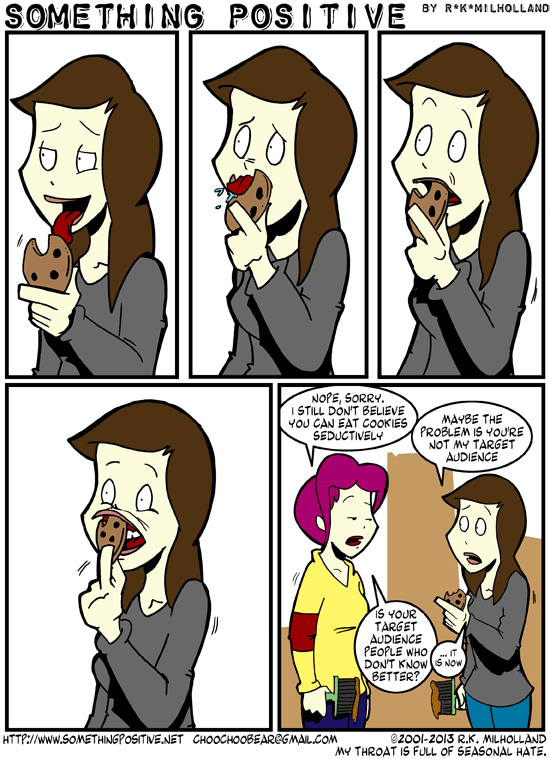 SOMETHING POSITIVE BY R*K*MILHOLLAND
NOPE, SORRY.
I STILL DON'T BELIEVE
YOU CAN EAT COOKIES
SEDUCTIVELY
MAYBE THE
PROBLEM IS YOU'RE
NOT MY TARGET
AUDIENCE
IS YOUR
TARGET
AUDIENCE
PEOPLE WHO
DON'T KNOW
BETTER?
... IT
IS NOW
HTTP://WWW.SOMETHINGPOSITIVE.NET CHOOCHOOBEAR@GMAIL.COM ©2001-2013 R.K. MILHOLLAND
MY THROAT IS FULL OF SEASONAL HATE.